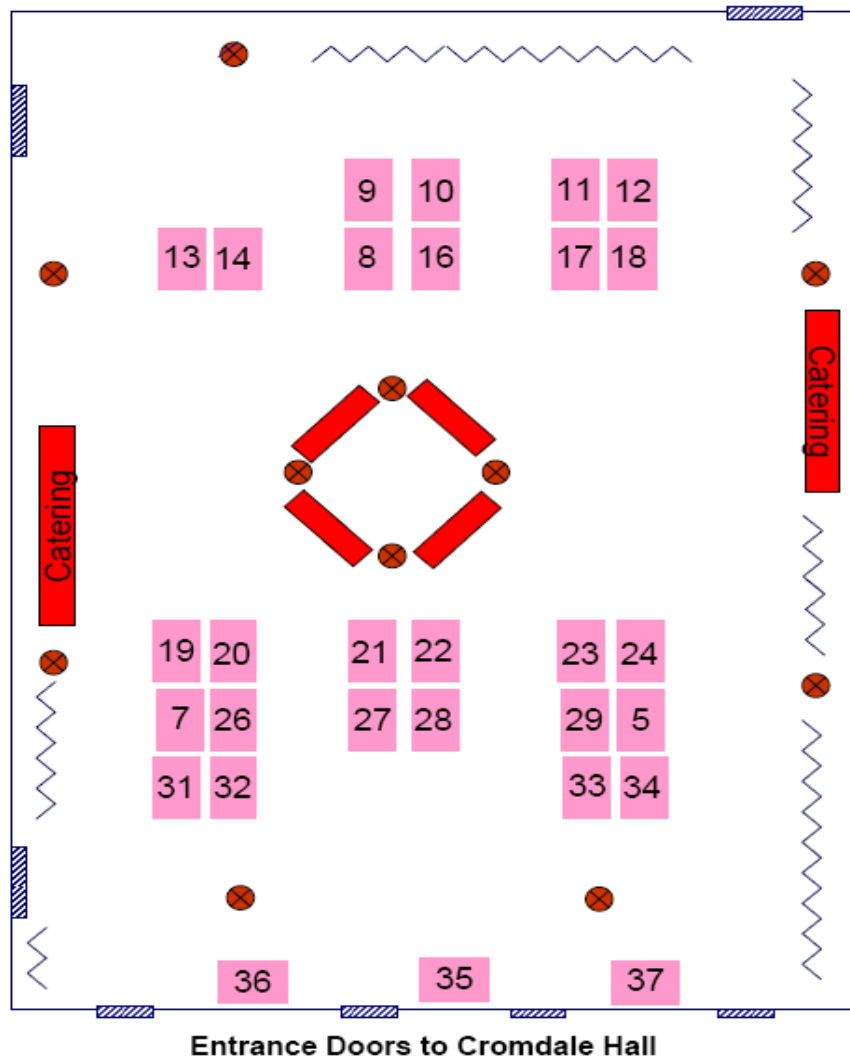 9 10 11 12
13 14 8 16 17 18
Catering
Catering
19 20 21 22 23 24
7 26 27 28 29 5
31 32 33 34
36 35 37
Entrance Doors to Cromdale Hall